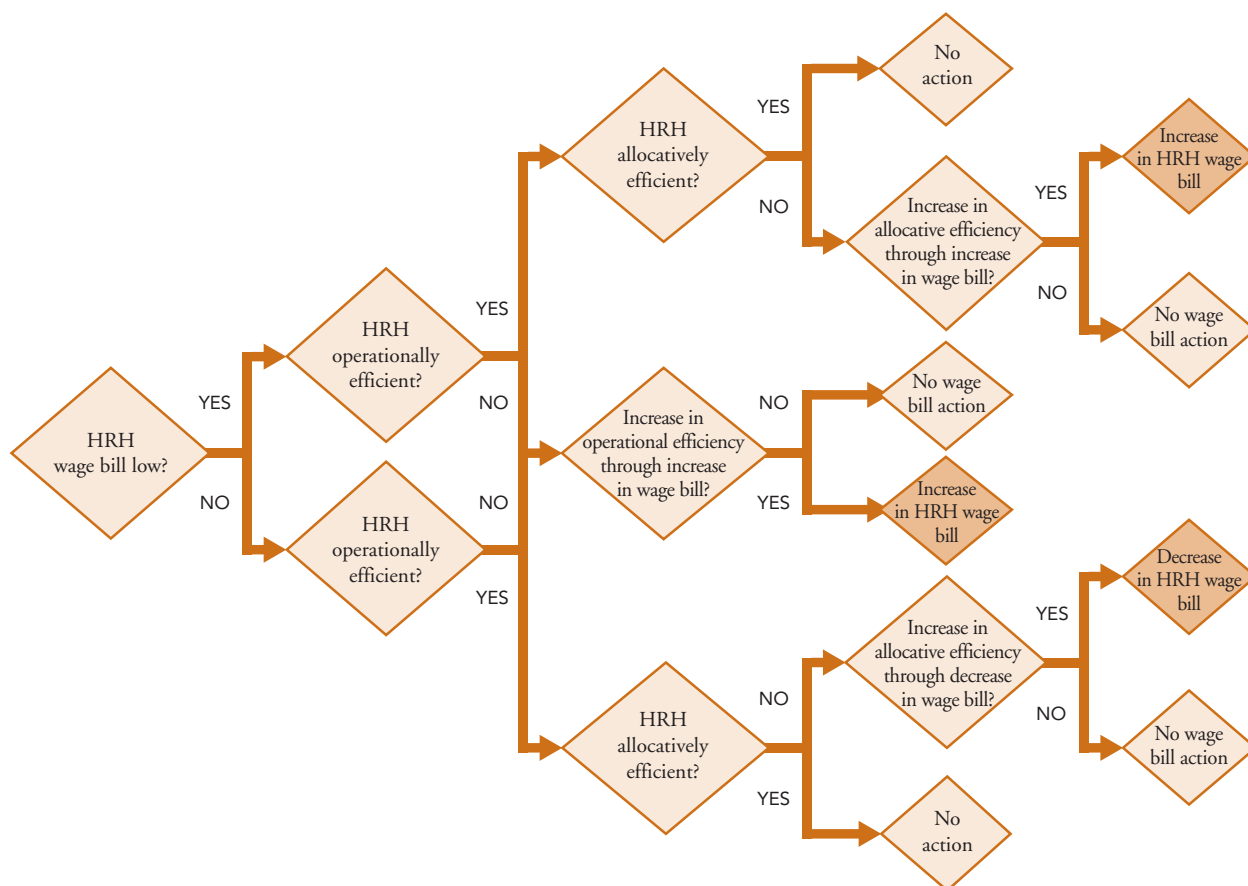 HRH
wage bill low?
YES
NO
HRH
operationally
efficient?
YES
NO
HRH
operationally
efficient?
NO
YES
HRH
allocatively
efficient?
YES
NO
No
action
Increase in
allocative efficiency
through increase
in wage bill?
YES
NO
Increase
in HRH wage
bill
No wage
bill action
Increase in
operational efficiency
through increase
in wage bill?
NO
YES
No wage
bill action
Increase
in HRH wage
bill
HRH
allocatively
efficient?
NO
YES
Increase in
allocative efficiency
through decrease
in wage bill?
YES
NO
Decrease
in HRH wage
bill
No wage
bill action
No
action